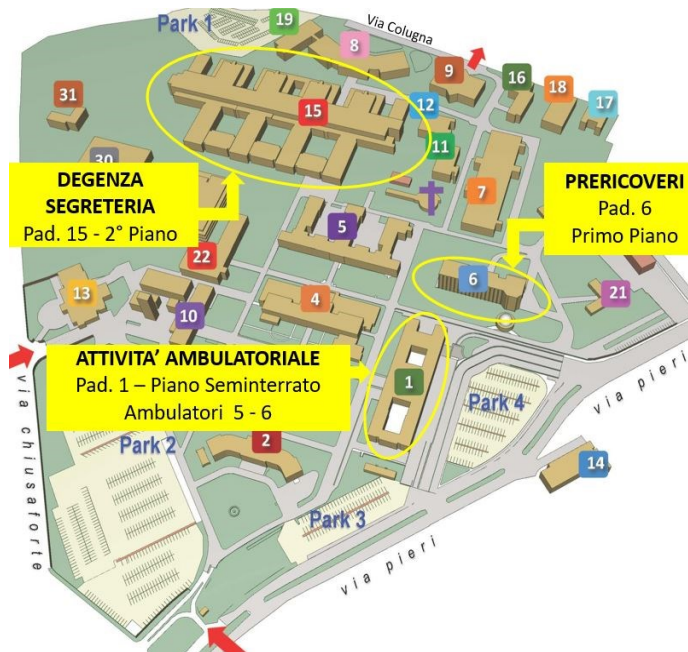 Park 1
19
8
Via Colugna
9
16
18
17
31
15
12
30
11
DEGENZA
SEGRETERIA
Pad. 15 - 2° Piano
7
PRERICOVERI
Pad. 6
Primo Piano
5
22
6
13
4
21
10
ATTIVITA’ AMBULATORIALE
Pad. 1 – Piano Seminterrato
Ambulatori 5 - 6
1
Park 4
via pieri
via chiusaforte
Park 2
2
14
Park 3
via pieri